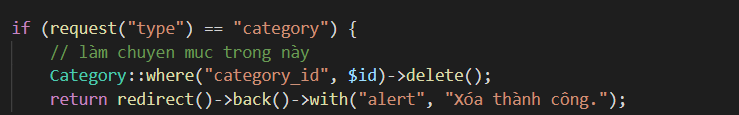 if (request("type") == "category") {
// làm chuyen muc trong này
Category::where("category_id", $id)->delete();
return redirect()->back()->with("alert", "Xóa thành công.");